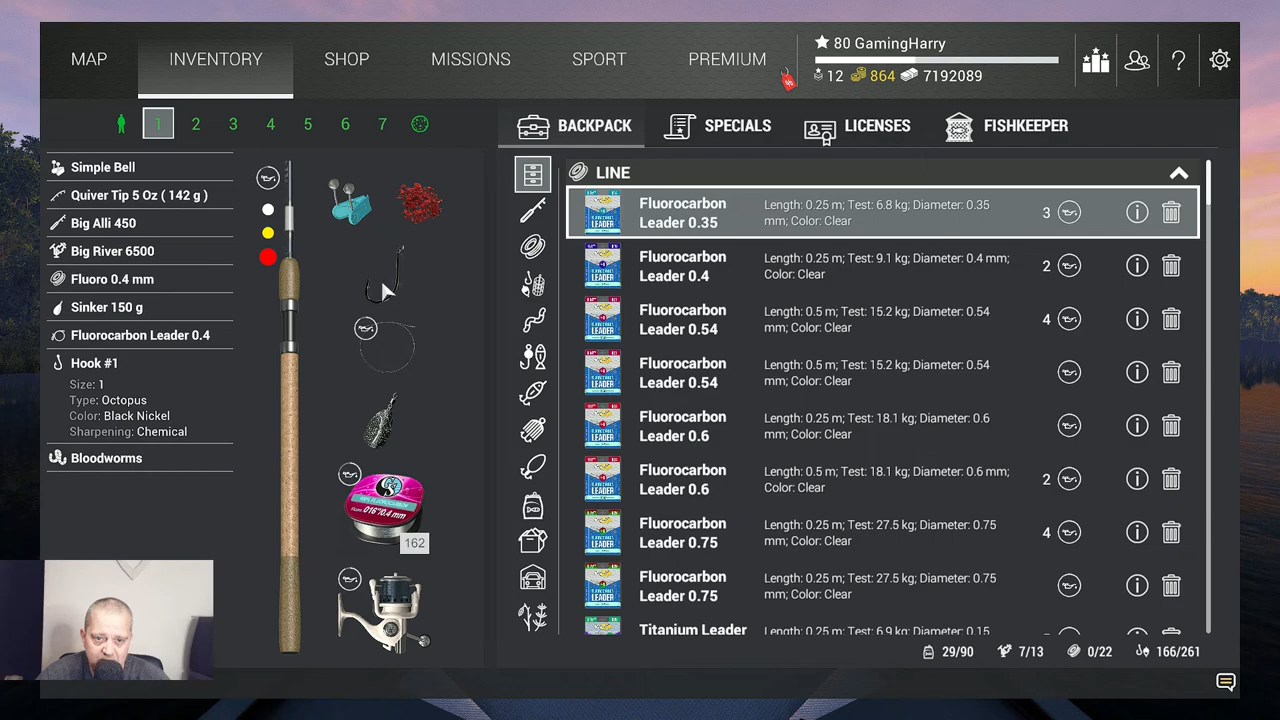 MAP
INVENTORY
SHOP
MISSIONS
SPORT
PREMIUM
80 GamingHarry
12 864 7192089
1 2 3 4 5 6 7
BACKPACK
SPECIALS
LICENSES
FISHKEEPER
Simple Bell
Quiver Tip 5 Oz ( 142 g )
Big Alli 450
Big River 6500
Fluoro 0.4 mm
Sinker 150 g
Fluorocarbon Leader 0.4
Hook #1
Size: 1
Type: Octopus
Color: Black Nickel
Sharpening: Chemical
Bloodworms
162
LINE
Fluorocarbon
Leader 0.35
Length: 0.25 m; Test: 6.8 kg; Diameter: 0.35
mm; Color: Clear
3
Fluorocarbon
Leader 0.4
Length: 0.25 m; Test: 9.1 kg; Diameter: 0.4 mm;
Color: Clear
2
Fluorocarbon
Leader 0.54
Length: 0.5 m; Test: 15.2 kg; Diameter: 0.54
mm; Color: Clear
4
Fluorocarbon
Leader 0.54
Length: 0.5 m; Test: 15.2 kg; Diameter: 0.54
mm; Color: Clear
Fluorocarbon
Leader 0.6
Length: 0.25 m; Test: 18.1 kg; Diameter: 0.6
mm; Color: Clear
Fluorocarbon
Leader 0.6
Length: 0.5 m; Test: 18.1 kg; Diameter: 0.6 mm;
Color: Clear
2
Fluorocarbon
Leader 0.75
Length: 0.25 m; Test: 27.5 kg; Diameter: 0.75
mm; Color: Clear
4
Fluorocarbon
Leader 0.75
Length: 0.25 m; Test: 27.5 kg; Diameter: 0.75
mm; Color: Clear
Titanium Leader
Length: 0.25 m; Test: 6.9 kg; Diameter: 0.15
29/90 7/13 0/22 166/261